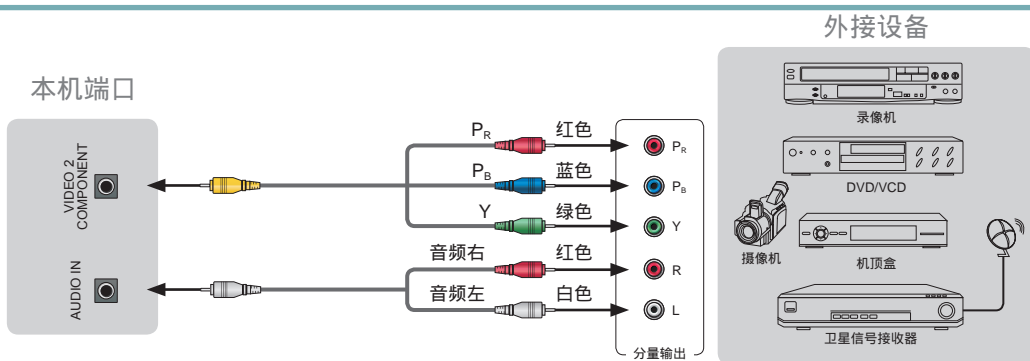 外接设备
本机端口
VIDEO 2
COMPONENT
AUDIO IN
PR
红色
PB
蓝色
Y
绿色
音频右
红色
音频左
白色
PR
PB
Y
R
L
分量输出
录像机
DVD/VCD
摄像机
机顶盒
卫星信号接收器